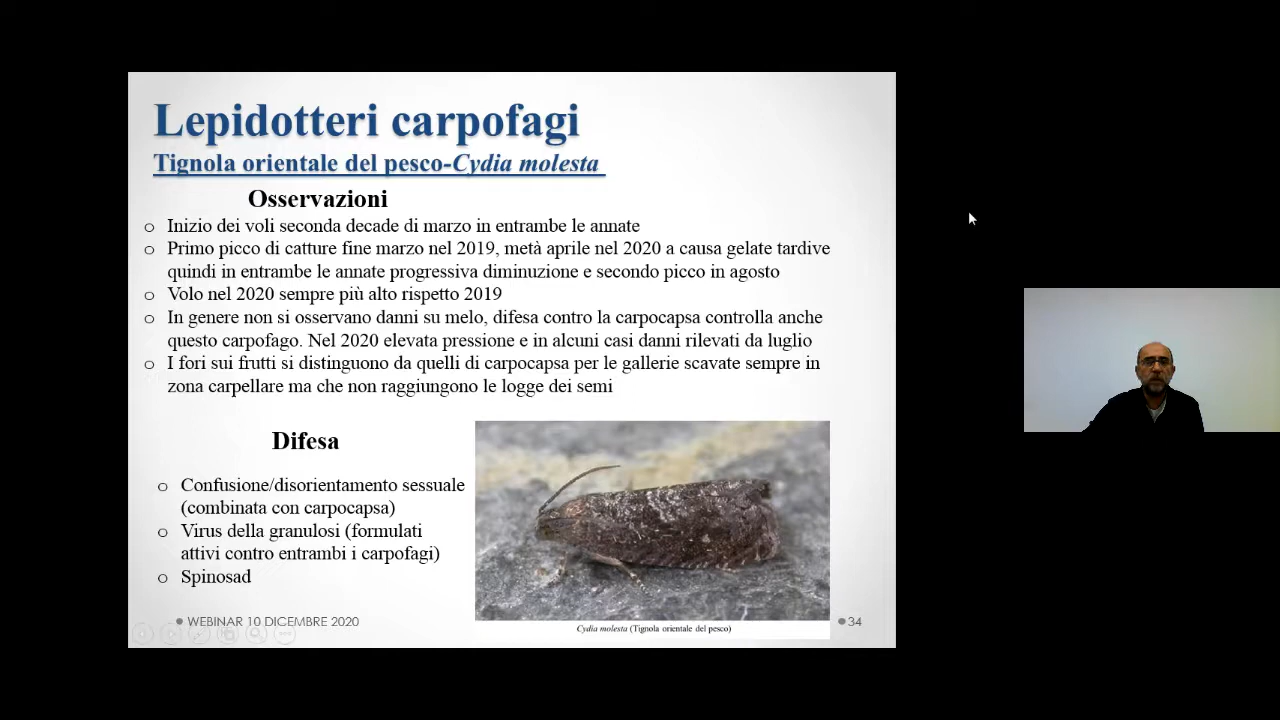 Lepidotteri carpofagi
Tignola orientale del pesco-Cydia molesta
Osservazioni
o Inizio dei voli seconda decade di marzo in entrambe le annate
o Primo picco di catture fine marzo nel 2019, metà aprile nel 2020 a causa gelate tardive
quindi in entrambe le annate progressiva diminuzione e secondo picco in agosto
o Volo nel 2020 sempre più alto rispetto 2019
o In genere non si osservano danni su melo, difesa contro la carpocapsa controlla anche
questo carpofago. Nel 2020 elevata pressione e in alcuni casi danni rilevati da luglio
o I fori sui frutti si distinguono da quelli di carpocapsa per le gallerie scavate sempre in
zona carpellare ma che non raggiungono le logge dei semi
Difesa
o Confusione/disorientamento sessuale
(combinata con carpocapsa)
o Virus della granulosi (formulati
attivi contro entrambi i carpofagi)
o Spinosad
Cydia molesta (Tignola orientale del pesco)
● WEBINAR 10 DICEMBRE 2020
● 34